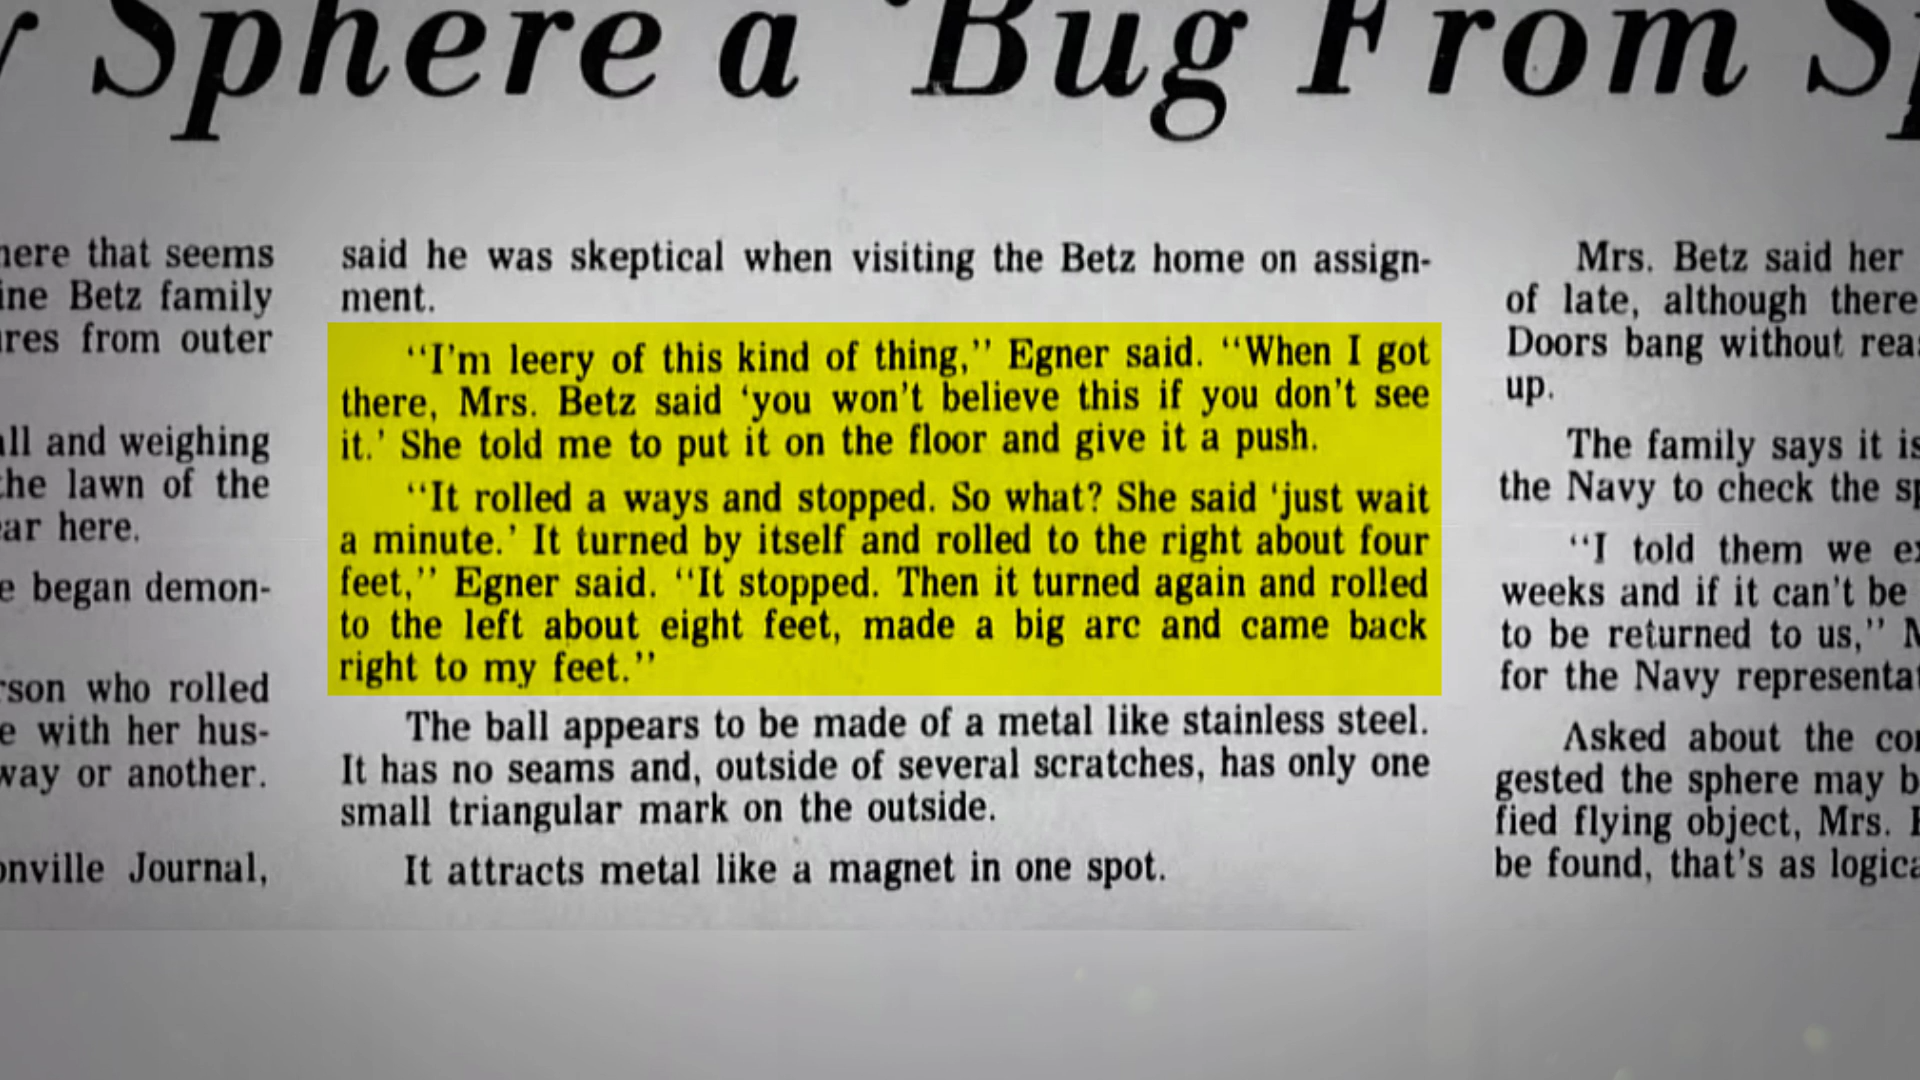 Sphere a 'Bug From
here that seems
ine Betz family
ures from outer
all and weighing
the lawn of the
ear here.
e began demon-
rson who rolled
e with her hus-
way or another.
onville Journal,
said he was skeptical when visiting the Betz home on assign-
ment.
“I'm leery of this kind of thing,” Egner said. “When I got
there, Mrs. Betz said ‘you won't believe this if you don't see
it.’ She told me to put it on the floor and give it a push.
“It rolled a ways and stopped. So what? She said ‘just wait
a minute.’ It turned by itself and rolled to the right about four
feet,” Egner said. “It stopped. Then it turned again and rolled
to the left about eight feet, made a big arc and came back
right to my feet.”
The ball appears to be made of a metal like stainless steel.
It has no seams and, outside of several scratches, has only one
small triangular mark on the outside.
It attracts metal like a magnet in one spot.
Mrs. Betz said her
of late, although there
Doors bang without rea
up.
The family says it is
the Navy to check the sp
“I told them we ex
weeks and if it can't be
to be returned to us,”
for the Navy representat
Asked about the con
gested the sphere may b
fied flying object, Mrs.
be found, that's as logica